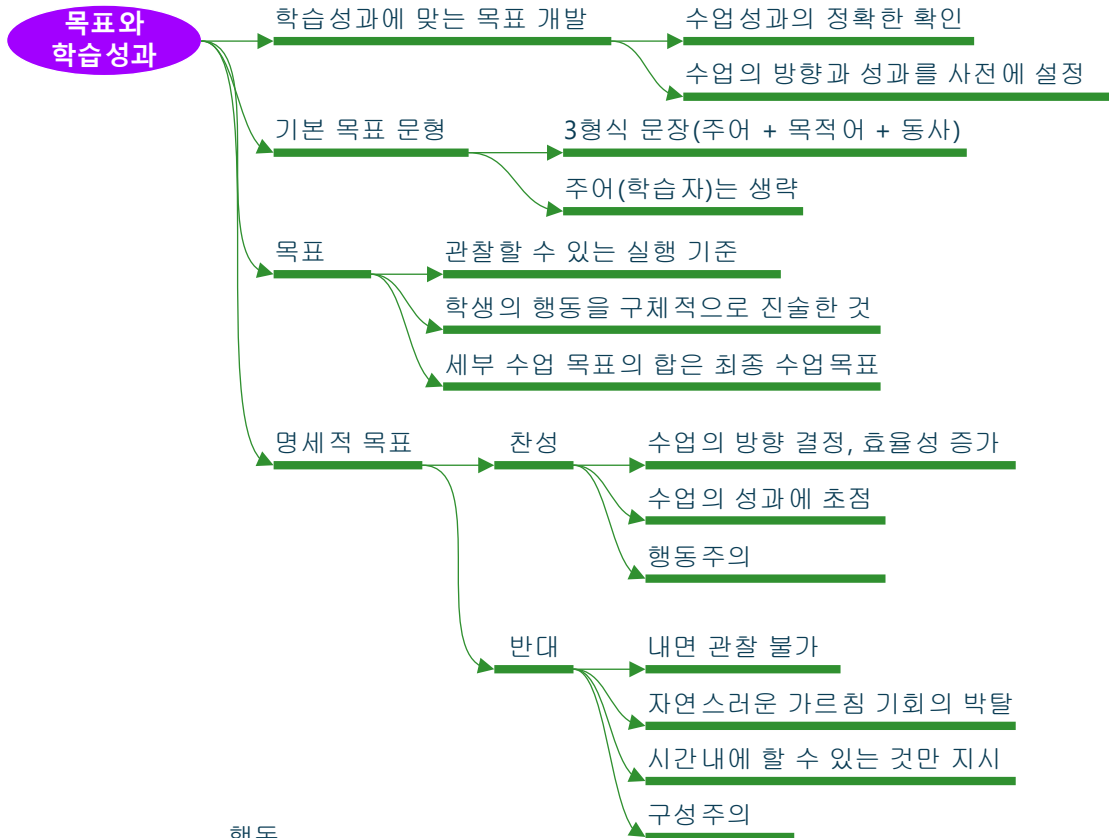 목표와
학습성과
학습성과에 맞는 목표 개발
수업성과의 정확한 확인
수업의 방향과 성과를 사전에 설정
기본 목표 문형
3형식 문장(주어 + 목적어 + 동사)
주어(학습자)는 생략
목표
관찰할 수 있는 실행 기준
학생의 행동을 구체적으로 진술한 것
세부 수업 목표의 합은 최종 수업목표
명세적 목표
찬성
수업의 방향 결정, 효율성 증가
수업의 성과에 초점
행동주의
반대
내면 관찰 불가
자연스러운 가르침 기회의 박탈
시간내에 할 수 있는 것만 지시
구성주의
행동